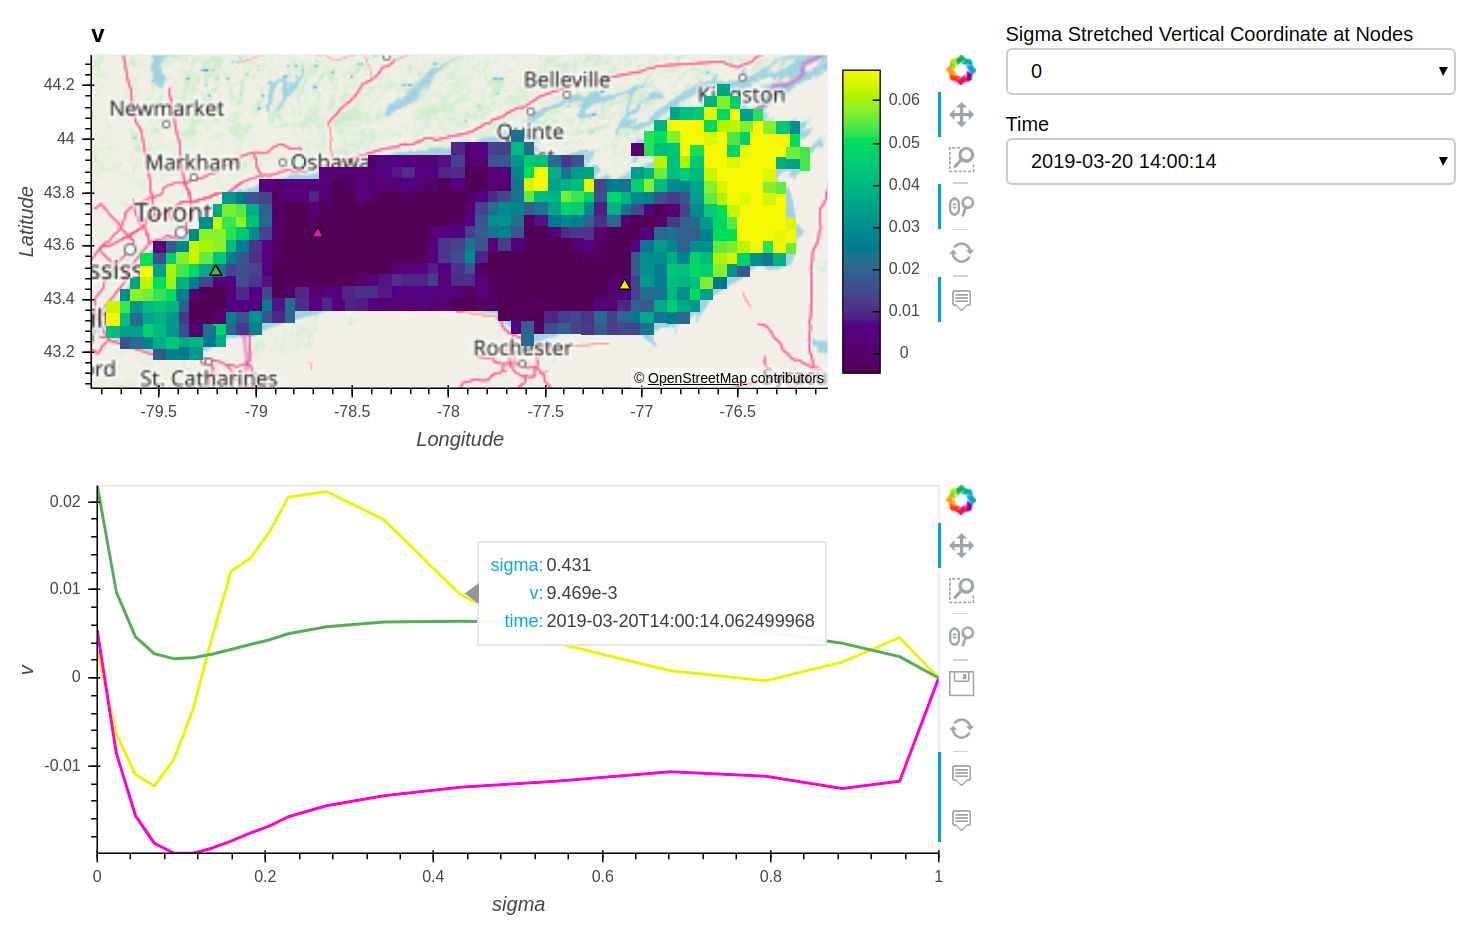 v
Sigma Stretched Vertical Coordinate at Nodes
0
Time
2019-03-20 14:00:14
Latitude
44.2
44
43.8
43.6
43.4
43.2
Belleville
Kingston
Newmarket
Quinte
st
Markham
Oshawa
Toront
ssiss
ord
Rochester
St. Catharines
© OpenStreetMap contributors
0.06
0.05
0.04
0.03
0.02
0.01
0
-79.5
-79
-78.5
-78
-77.5
-77
-76.5
Longitude
v
0.02
0.01
0
-0.01
sigma: 0.431
v: 9.469e-3
time: 2019-03-20T14:00:14.062499968
0
0.2
0.4
0.6
0.8
1
sigma